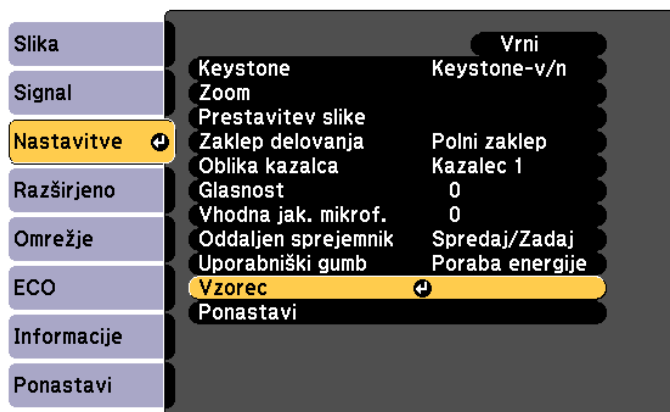 Slika
Signal
Nastavitve
Razširjeno
Omrežje
ECO
Informacije
Ponastavi
Vrni
Keystone Keystone-v/n
Zoom
Prestavitev slike
Zaklep delovanja Polni zaklep
Oblika kazalca Kazalec 1
Glasnost 0
Vhodna jak. mikrof. 0
Oddaljen sprejemnik Spredaj/Zadaj
Uporabniški gumb Poraba energije
Vzorec
Ponastavi